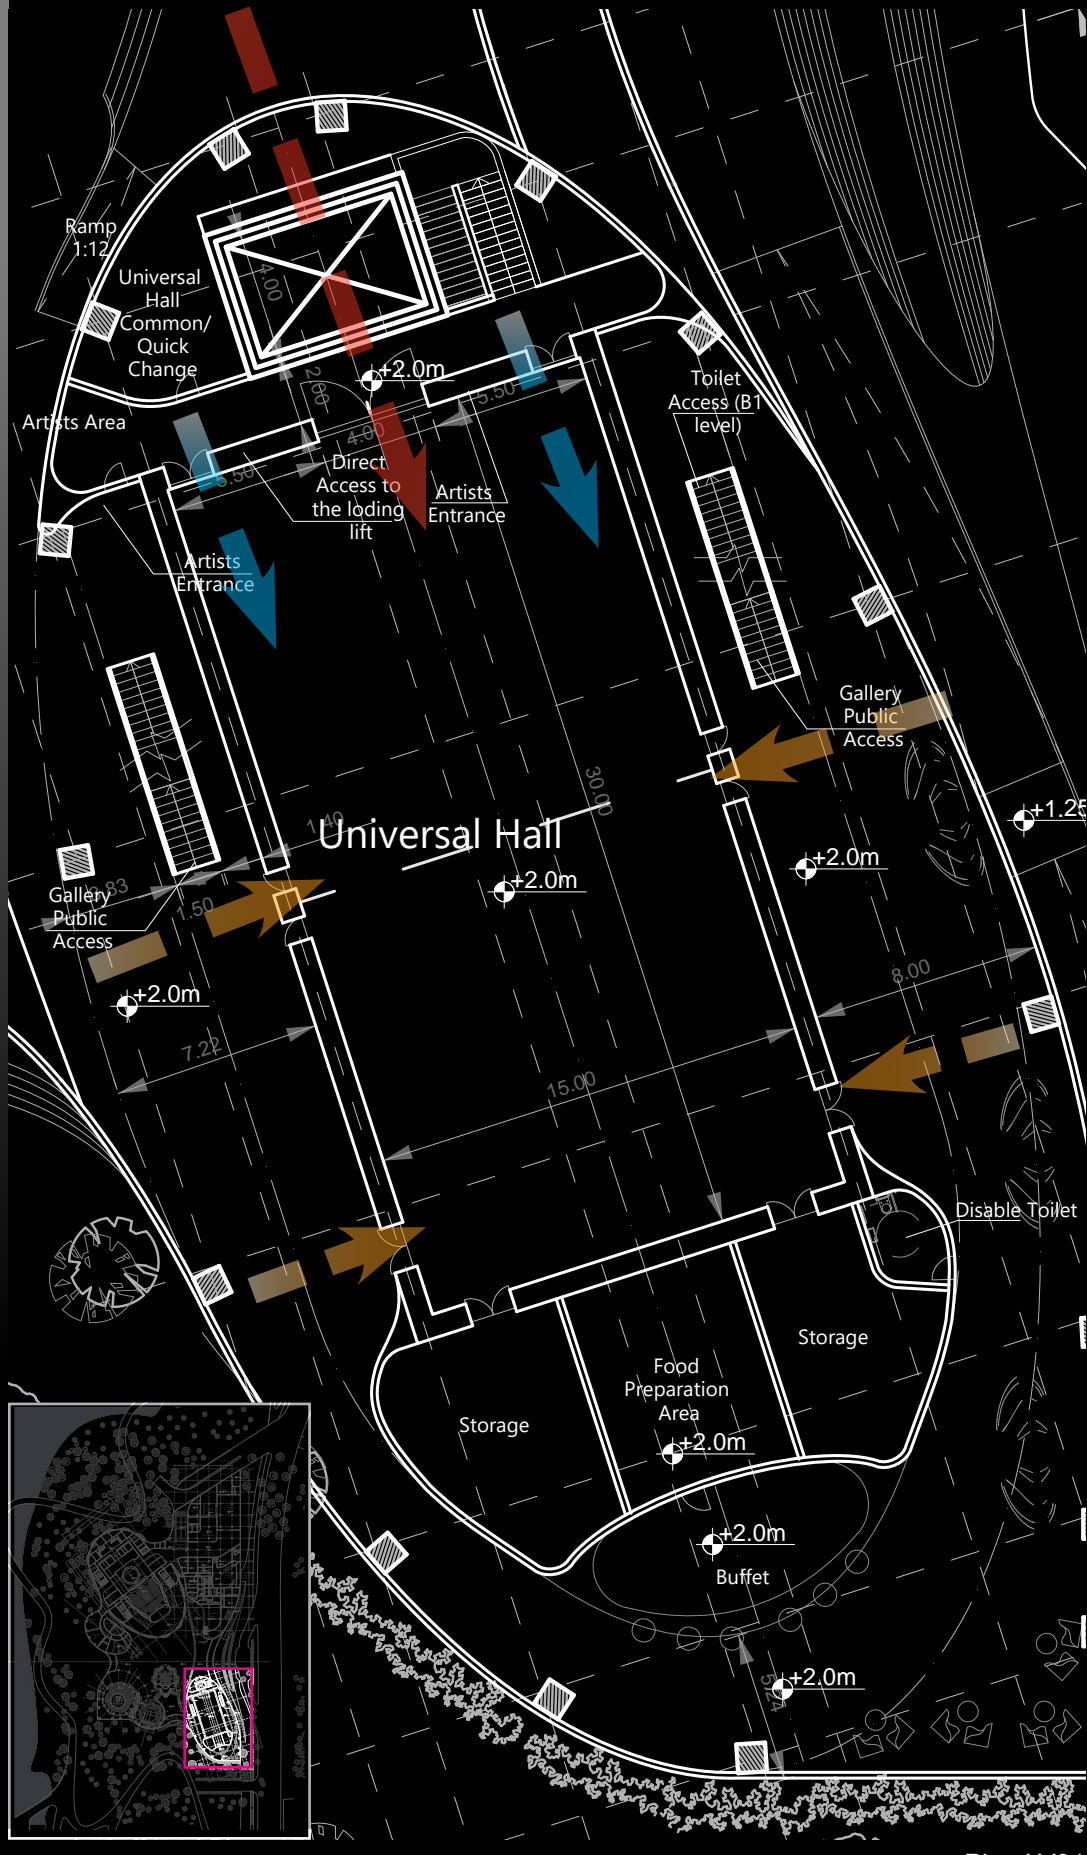 Ramp
1:12
Universal
Hall
Common/
Quick
Change
4.00
2.00
+2.0m
Artists Area
5.50
4.00
5.50
Toilet
Access (B1
level)
Direct
Access to
the loding
lift
Artists
Entrance
Artists
Entrance
Gallery
Public
Access
30.00
1.40
Universal Hall
+1.25
+2.0m
+2.0m
3.83
1.50
Gallery
Public
Access
+2.0m
8.00
7.22
15.00
Disable Toilet
Storage
Food
Preparation
Area
Storage
+2.0m
+2.0m
Buffet
+2.0m
5.24